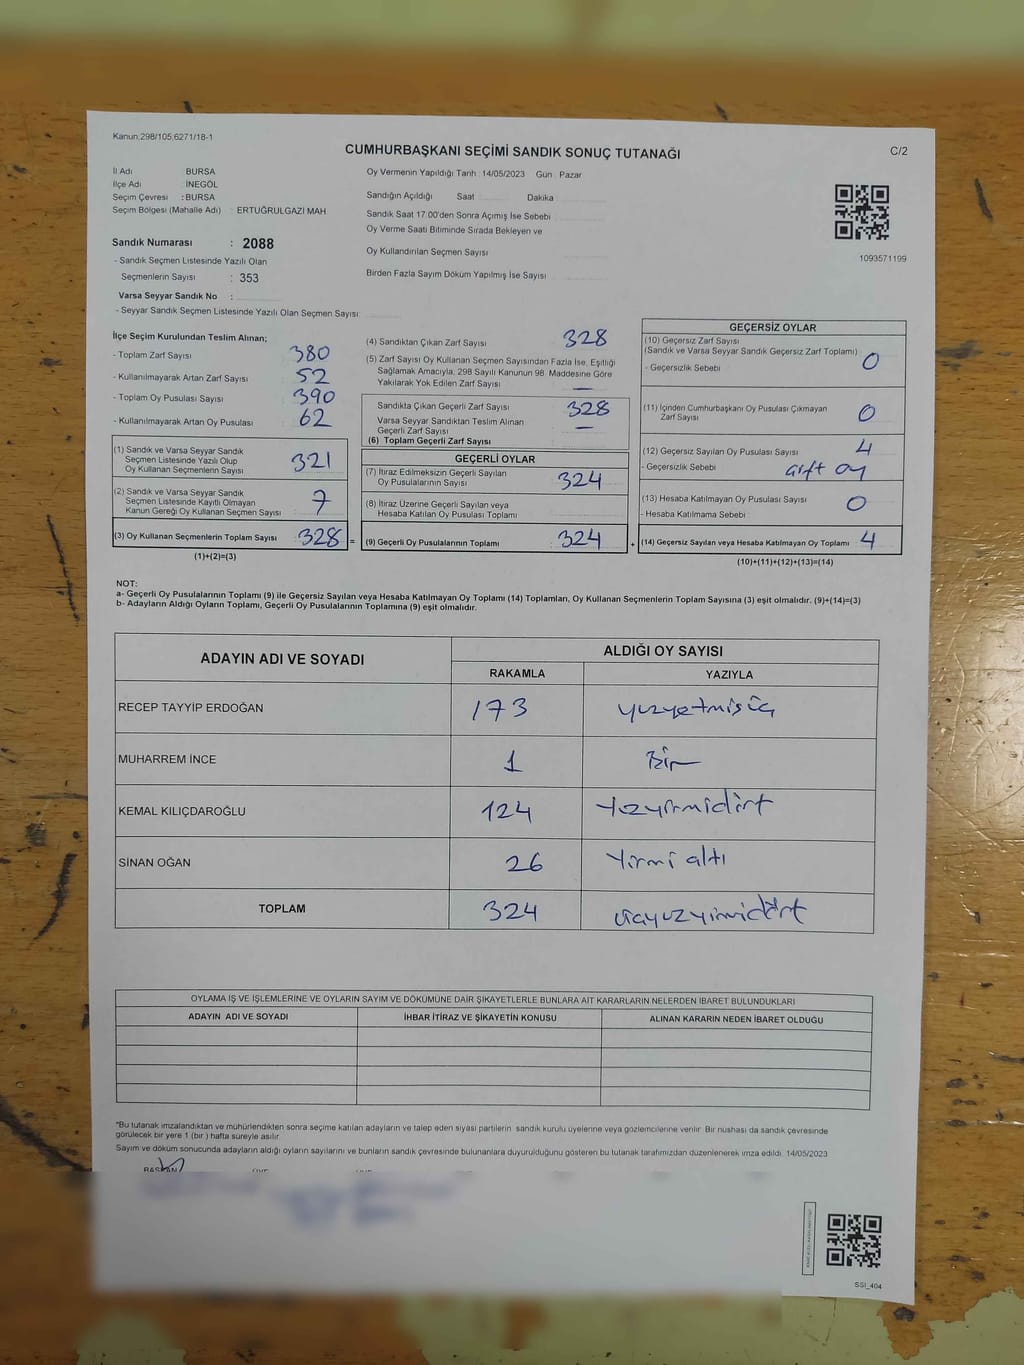 Kanun:298/105.6271/18-1
CUMHURBAŞKANI SEÇİMİ SANDIK SONUÇ TUTANAĞI
C/2
İl Adı BURSA
İlçe Adı : İNEGÖL
Seçim Çevresi : BURSA
Seçim Bölgesi (Mahalle Adı) : ERTUĞRULGAZİ MAH
Oy Vermenin Yapıldığı Tarih : 14/05/2023 Gün : Pazar
Sandığın Açıldığı Saat Dakika
Sandık Saat 17.00'den Sonra Açımış İse Sebebi
Oy Verme Saati Bitiminde Sırada Bekleyen ve
Oy Kullandırılan Seçmen Sayısı
Birden Fazla Sayım Döküm Yapılmış İse Sayısı
1093571199
Sandık Numarası : 2088
- Sandık Seçmen Listesinde Yazılı Olan
Seçmenlerin Sayısı : 353
Varsa Seyyar Sandık No :
- Seyyar Sandık Seçmen Listesinde Yazılı Olan Seçmen Sayısı:
İlçe Seçim Kurulundan Teslim Alınan;
- Toplam Zarf Sayısı 380
- Kullanılmayarak Artan Zarf Sayısı 52
- Toplam Oy Pusulası Sayısı 390
- Kullanılmayarak Artan Oy Pusulası 62
(1) Sandık ve Varsa Seyyar Sandık
Seçmen Listesinde Yazılı Olup
Oy Kullanan Seçmenlerin Sayısı 321
(2) Sandık ve Varsa Seyyar Sandık
Seçmen Listesinde Kayıtlı Olmayan
Kanun Gereği Oy Kullanan Seçmen Sayısı 7
(3) Oy Kullanan Seçmenlerin Toplam Sayısı 328 =
(1)+(2)=(3)
(4) Sandıktan Çıkan Zarf Sayısı 328
(5) Zarf Sayısı Oy Kullanan Seçmen Sayısından Fazla İse, Eşitliği
Sağlamak Amacıyla, 298 Sayılı Kanunun 98. Maddesine Göre
Yakılarak Yok Edilen Zarf Sayısı —
Sandıkta Çıkan Geçerli Zarf Sayısı 328
Varsa Seyyar Sandıktan Teslim Alınan
Geçerli Zarf Sayısı —
(6) Toplam Geçerli Zarf Sayısı
GEÇERLİ OYLAR
(7) İtiraz Edilmeksizin Geçerli Sayılan
Oy Pusulalarının Sayısı 324
(8) İtiraz Üzerine Geçerli Sayılan veya
Hesaba Katılan Oy Pusulası Toplamı
(9) Geçerli Oy Pusulalarının Toplamı 324 +
GEÇERSİZ OYLAR
(10) Geçersiz Zarf Sayısı
(Sandık ve Varsa Seyyar Sandık Geçersiz Zarf Toplamı)
- Geçersizlik Sebebi 0
(11) İçinden Cumhurbaşkanı Oy Pusulası Çıkmayan
Zarf Sayısı 0
(12) Geçersiz Sayılan Oy Pusulası Sayısı 4
- Geçersizlik Sebebi çift oy
(13) Hesaba Katılmayan Oy Pusulası Sayısı 0
- Hesaba Katılmama Sebebi
(14) Geçersiz Sayılan veya Hesaba Katılmayan Oy Toplamı 4
(10)+(11)+(12)+(13)=(14)
NOT:
a- Geçerli Oy Pusulalarının Toplamı (9) ile Geçersiz Sayılan veya Hesaba Katılmayan Oy Toplamı (14) Toplamları, Oy Kullanan Seçmenlerin Toplam Sayısına (3) eşit olmalıdır. (9)+(14)=(3)
b- Adayların Aldığı Oyların Toplamı, Geçerli Oy Pusulalarının Toplamına (9) eşit olmalıdır.
ADAYIN ADI VE SOYADI ALDIĞI OY SAYISI
RAKAMLA YAZIYLA
RECEP TAYYİP ERDOĞAN 173 yüzyetmişüç
MUHARREM İNCE 1 Bir
KEMAL KILIÇDAROĞLU 124 Yüzyirmidört
SİNAN OĞAN 26 Yirmi altı
TOPLAM 324 üçyüzyirmidört
OYLAMA İŞ VE İŞLEMLERİNE VE OYLARIN SAYIM VE DÖKÜMÜNE DAİR ŞİKAYETLERLE BUNLARA AİT KARARLARIN NELERDEN İBARET BULUNDUKLARI
ADAYIN ADI VE SOYADI İHBAR İTİRAZ VE ŞİKAYETİN KONUSU ALINAN KARARIN NEDEN İBARET OLDUĞU
"Bu tutanak imzalandıktan ve mühürlendikten sonra seçime katılan adayların ve talep eden siyasi partilerin sandık kurulu üyelerine veya gözlemcilerine verilir. Bir nüshası da sandık çevresinde
görülecek bir yere 1 (bir) hafta süreyle asılır.
Sayım ve döküm sonucunda adayların aldığı oyların sayılarını ve bunların sandık çevresinde bulunanlara duyurulduğunu gösteren bu tutanak tarafımızdan düzenlenerek imza edildi. 14/05/2023
BAŞKAN
SSİ_404